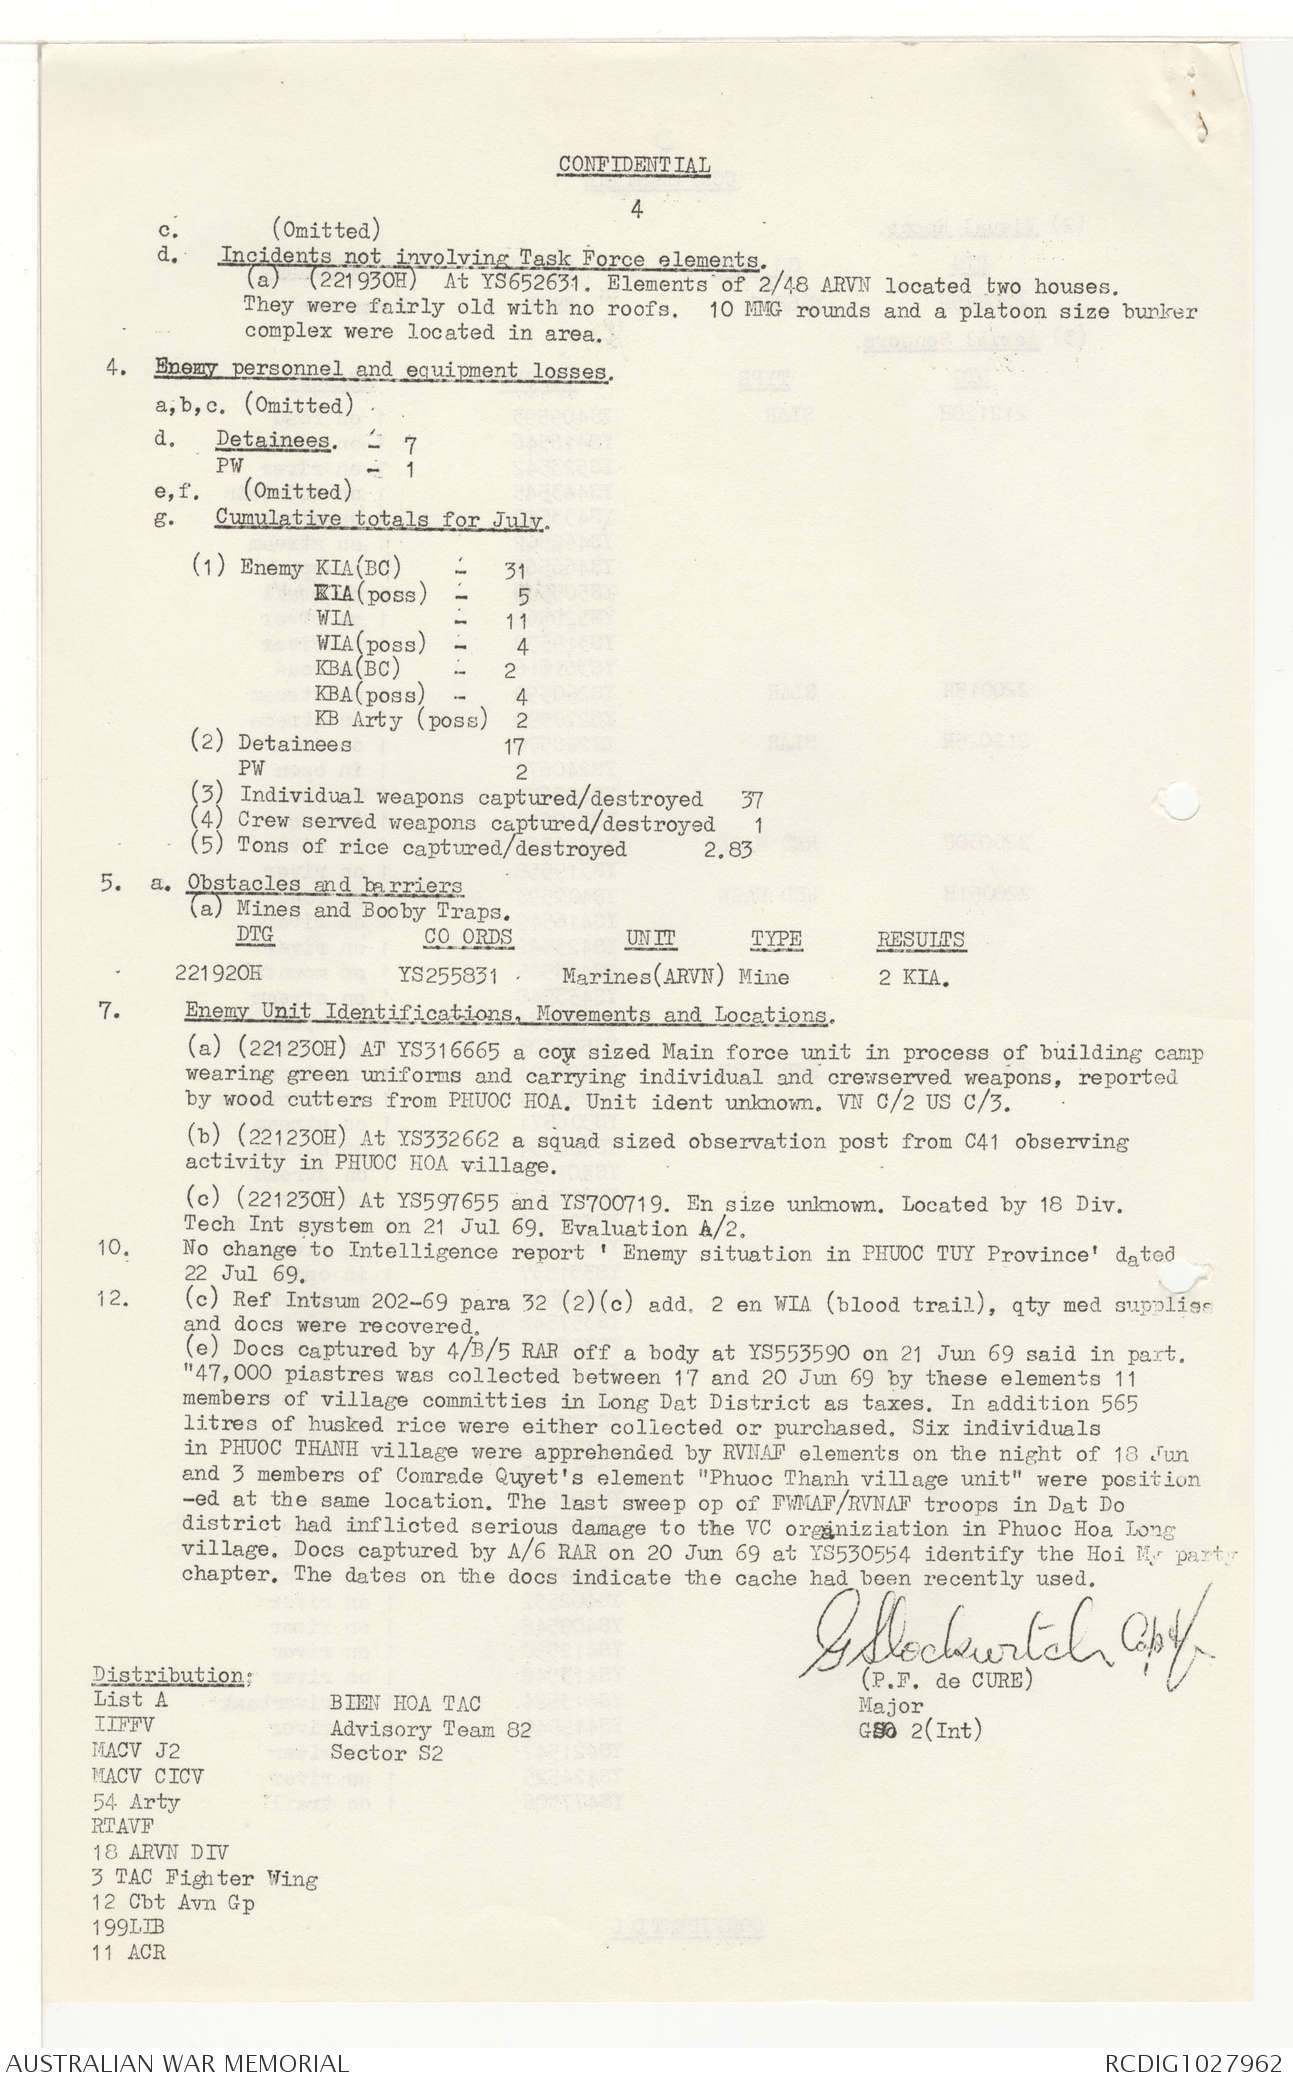 CONFIDENTIAL
4
c. (Omitted)
d. Incidents not involving Task Force elements.
(a) (221930H) At YS652631. Elements of 2/48 ARVN located two houses.
They were fairly old with no roofs. 10 MMG rounds and a platoon size bunker
complex were located in area.
4. Enemy personnel and equipment losses.
a,b,c. (Omitted)
d. Detainees. - 7
PW - 1
e,f. (Omitted)
g. Cumulative totals for July.
(1) Enemy KIA(BC) - 31
KIA(poss) - 5
WIA - 11
WIA(poss) - 4
KBA(BC) - 2
KBA(poss) - 4
KB Arty (poss) 2
(2) Detainees 17
PW 2
(3) Individual weapons captured/destroyed 37
(4) Crew served weapons captured/destroyed 1
(5) Tons of rice captured/destroyed 2.83
5. a. Obstacles and barriers
(a) Mines and Booby Traps.
DTG CO ORDS UNIT TYPE RESULTS
221920H YS255831 Marines(ARVN) Mine 2 KIA.
7. Enemy Unit Identifications, Movements and Locations.
(a) (221230H) AT YS316665 a coy sized Main force unit in process of building camp
wearing green uniforms and carrying individual and crewserved weapons, reported
by wood cutters from PHUOC HOA. Unit ident unknown. VN C/2 US C/3.
(b) (221230H) At YS332662 a squad sized observation post from C41 observing
activity in PHUOC HOA village.
(c) (221230H) At YS597655 and YS700719. En size unknown. Located by 18 Div.
Tech Int system on 21 Jul 69. Evaluation A/2.
10. No change to Intelligence report ' Enemy situation in PHUOC TUY Province' dated
22 Jul 69.
12. (c) Ref Intsum 202-69 para 32 (2)(c) add. 2 en WIA (blood trail), qty med supplies
and docs were recovered.
(e) Docs captured by 4/B/5 RAR off a body at YS553590 on 21 Jun 69 said in part.
"47,000 piastres was collected between 17 and 20 Jun 69 by these elements 11
members of village committies in Long Dat District as taxes. In addition 565
litres of husked rice were either collected or purchased. Six individuals
in PHUOC THANH village were apprehended by RVNAF elements on the night of 18 Jun
and 3 members of Comrade Quyet's element "Phuoc Thanh village unit" were position
-ed at the same location. The last sweep op of FWMAF/RVNAF troops in Dat Do
district had inflicted serious damage to the VC organiziation in Phuoc Hoa Long
village. Docs captured by A/6 RAR on 20 Jun 69 at YS530554 identify the Hoi My party
chapter. The dates on the docs indicate the cache had been recently used.
Capt
(P.F. de CURE)
Major
GSO 2(Int)
Distribution:
List A BIEN HOA TAC
IIFFV Advisory Team 82
MACV J2 Sector S2
MACV CICV
54 Arty
RTAVF
18 ARVN DIV
3 TAC Fighter Wing
12 Cbt Avn Gp
199LIB
11 ACR
AUSTRALIAN WAR MEMORIAL RCDIG1027962